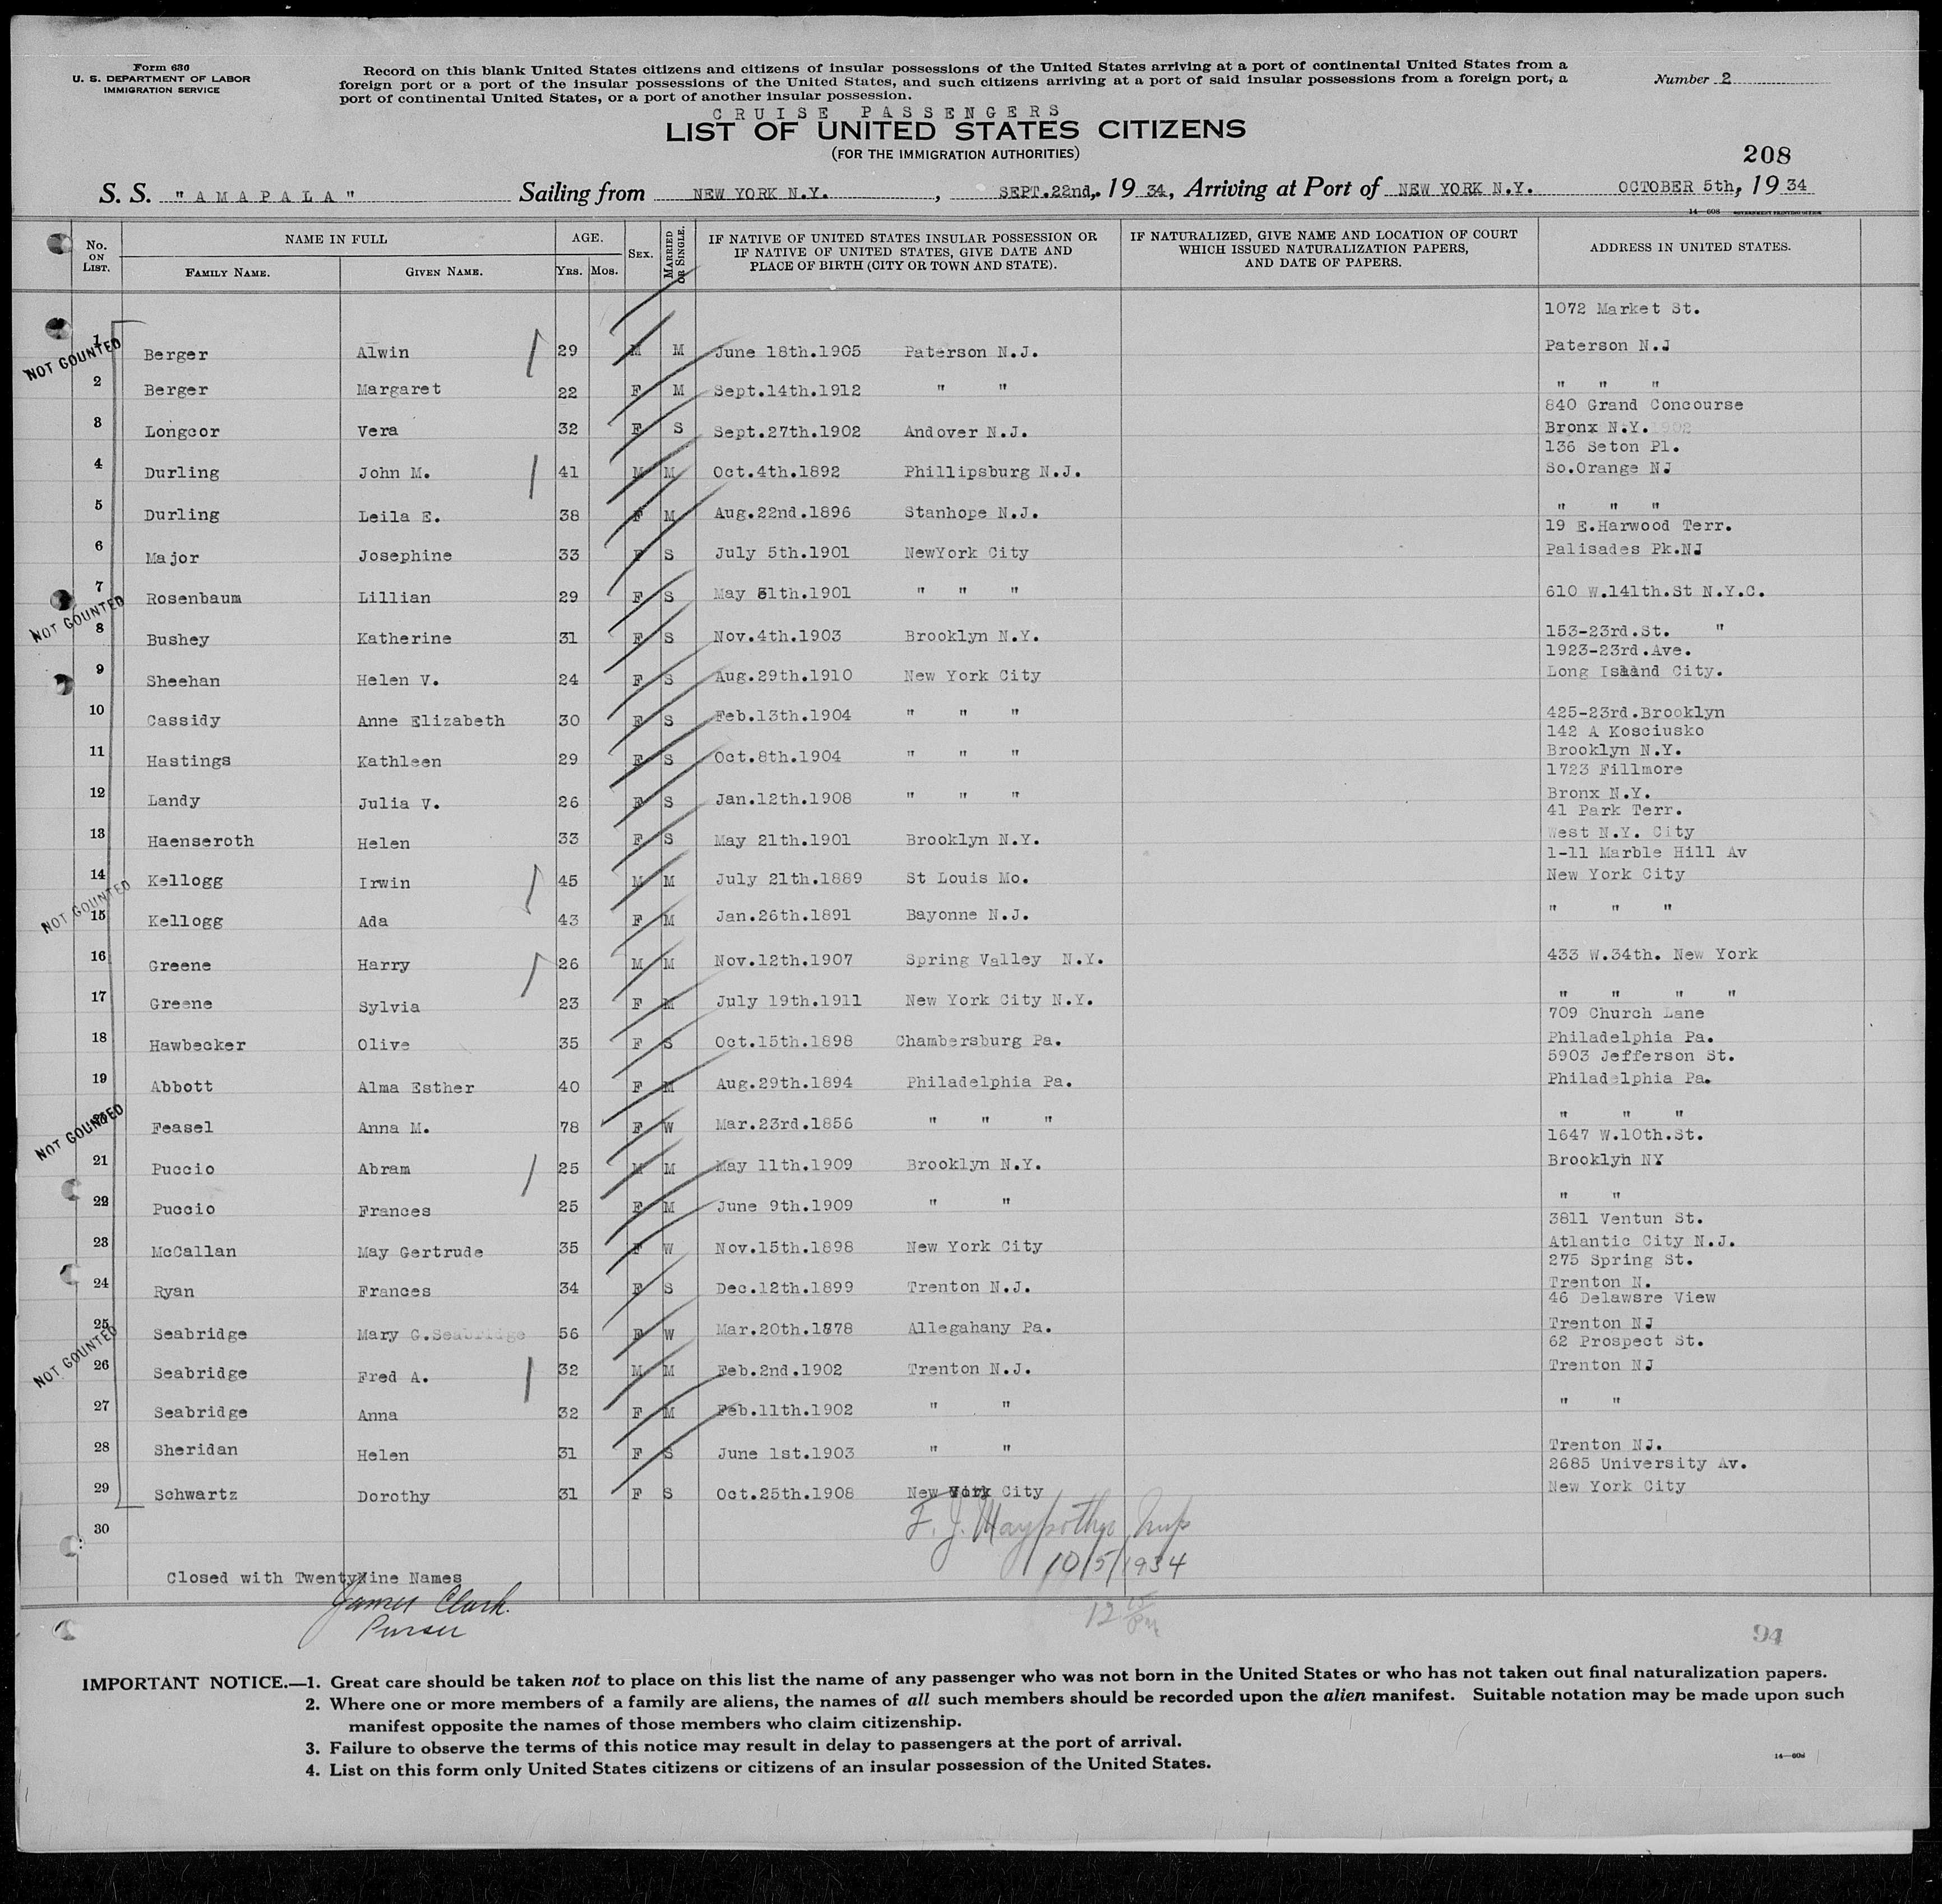 Form 630
U. S. DEPARTMENT OF LABOR
IMMIGRATION SERVICE
Record on this blank United States citizens and citizens of insular possessions of the United States arriving at a port of continental United States from a
foreign port or a port of the insular possessions of the United States, and such citizens arriving at a port of said insular possessions from a foreign port, a
port of continental United States, or a port of another insular possession.
Number 2
CRUISE PASSENGERS
LIST OF UNITED STATES CITIZENS
(FOR THE IMMIGRATION AUTHORITIES)
208
S. S. "AMAPALA" Sailing from NEW YORK N.Y. , SEPT.22nd,. 19 34, Arriving at Port of NEW YORK N.Y. OCTOBER 5th, 19 34
14—608 GOVERNMENT PRINTING OFFICE
No. ON LIST. NAME IN FULL FAMILY NAME. GIVEN NAME. AGE. YRS. MOS. SEX. MARRIED OR SINGLE. IF NATIVE OF UNITED STATES INSULAR POSSESSION OR IF NATIVE OF UNITED STATES, GIVE DATE AND PLACE OF BIRTH (CITY OR TOWN AND STATE). IF NATURALIZED, GIVE NAME AND LOCATION OF COURT WHICH ISSUED NATURALIZATION PAPERS, AND DATE OF PAPERS. ADDRESS IN UNITED STATES.
1072 Market St.
NOT COUNTED
1 Berger Alwin 29 M M June 18th.1905 Paterson N.J. Paterson N.J
2 Berger Margaret 22 F M Sept.14th.1912 " " " " "
840 Grand Concourse
3 Longcor Vera 32 F S Sept.27th.1902 Andover N.J. Bronx N.Y.
136 Seton Pl.
4 Durling John M. 41 M M Oct.4th.1892 Phillipsburg N.J. So.Orange NJ
5 Durling Leila E. 38 F M Aug.22nd.1896 Stanhope N.J. " " "
19 E.Harwood Terr.
6 Major Josephine 33 F S July 5th.1901 NewYork City Palisades Pk.NJ
7 Rosenbaum Lillian 29 F S May 31th.1901 " " " 610 W.141th.St N.Y.C.
NOT COUNTED
8 Bushey Katherine 31 F S Nov.4th.1903 Brooklyn N.Y. 153-23rd.St. "
1923-23rd.Ave.
9 Sheehan Helen V. 24 F S Aug.29th.1910 New York City Long Island City.
10 Cassidy Anne Elizabeth 30 F S Feb.13th.1904 " " " 425-23rd.Brooklyn
142 A Kosciusko
11 Hastings Kathleen 29 F S Oct.8th.1904 " " " Brooklyn N.Y.
1723 Fillmore
12 Landy Julia V. 26 F S Jan.12th.1908 " " " Bronx N.Y.
41 Park Terr.
13 Haenseroth Helen 33 F S May 21th.1901 Brooklyn N.Y. West N.Y. City
1-11 Marble Hill Av
14 Kellogg Irwin 45 M M July 21th.1889 St Louis Mo. New York City
NOT COUNTED
15 Kellogg Ada 43 F M Jan.26th.1891 Bayonne N.J. " " "
16 Greene Harry 26 M M Nov.12th.1907 Spring Valley N.Y. 433 W.34th. New York
17 Greene Sylvia 23 F M July 19th.1911 New York City N.Y. " " " "
709 Church Lane
18 Hawbecker Olive 35 F S Oct.15th.1898 Chambersburg Pa. Philadelphia Pa.
5903 Jefferson St.
19 Abbott Alma Esther 40 F M Aug.29th.1894 Philadelphia Pa. Philadelphia Pa.
NOT COUNTED
20 Feasel Anna M. 78 F W Mar.23rd.1856 " " " " " "
1647 W.10th.St.
21 Puccio Abram 25 M M May 11th.1909 Brooklyn N.Y. Brooklyn NY
22 Puccio Frances 25 F M June 9th.1909 " " " "
3811 Ventun St.
23 McCallan May Gertrude 35 F W Nov.15th.1898 New York City Atlantic City N.J.
275 Spring St.
24 Ryan Frances 34 F S Dec.12th.1899 Trenton N.J. Trenton N.
46 Delawsre View
25 Seabridge Mary G.Seabridge 56 F W Mar.20th.1878 Allegahany Pa. Trenton NJ
62 Prospect St.
NOT COUNTED
26 Seabridge Fred A. 32 M M Feb.2nd.1902 Trenton N.J. Trenton NJ
27 Seabridge Anna 32 F M Feb.11th.1902 " " " "
28 Sheridan Helen 31 F S June 1st.1903 " " Trenton NJ.
2685 University Av.
29 Schwartz Dorothy 31 F S Oct.25th.1908 New York City New York City
30
F. J. Insp
10/5/1934
Closed with TwentyNine Names
James Clark.
Purser
12 15 PM
94
IMPORTANT NOTICE.—1. Great care should be taken not to place on this list the name of any passenger who was not born in the United States or who has not taken out final naturalization papers.
2. Where one or more members of a family are aliens, the names of all such members should be recorded upon the alien manifest. Suitable notation may be made upon such
manifest opposite the names of those members who claim citizenship.
3. Failure to observe the terms of this notice may result in delay to passengers at the port of arrival.
4. List on this form only United States citizens or citizens of an insular possession of the United States.
14—608